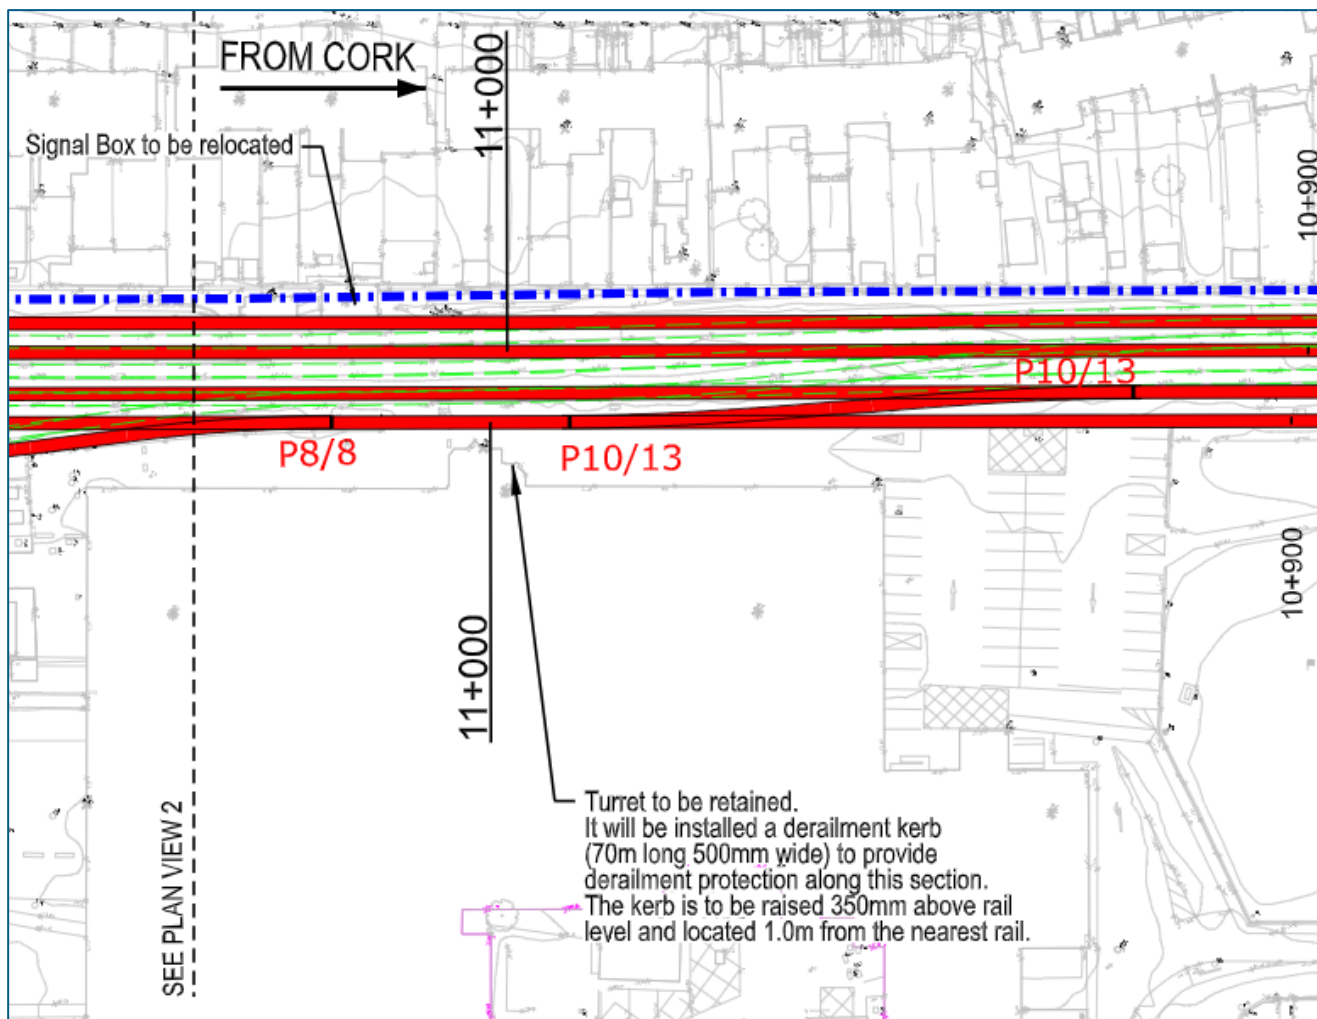 FROM CORK
11+000
Signal Box to be relocated
10+900
P10/13
P8/8
P10/13
10+900
11+000
SEE PLAN VIEW 2
Turret to be retained.
It will be installed a derailment kerb
(70m long 500mm wide) to provide
derailment protection along this section.
The kerb is to be raised 350mm above rail
level and located 1.0m from the nearest rail.